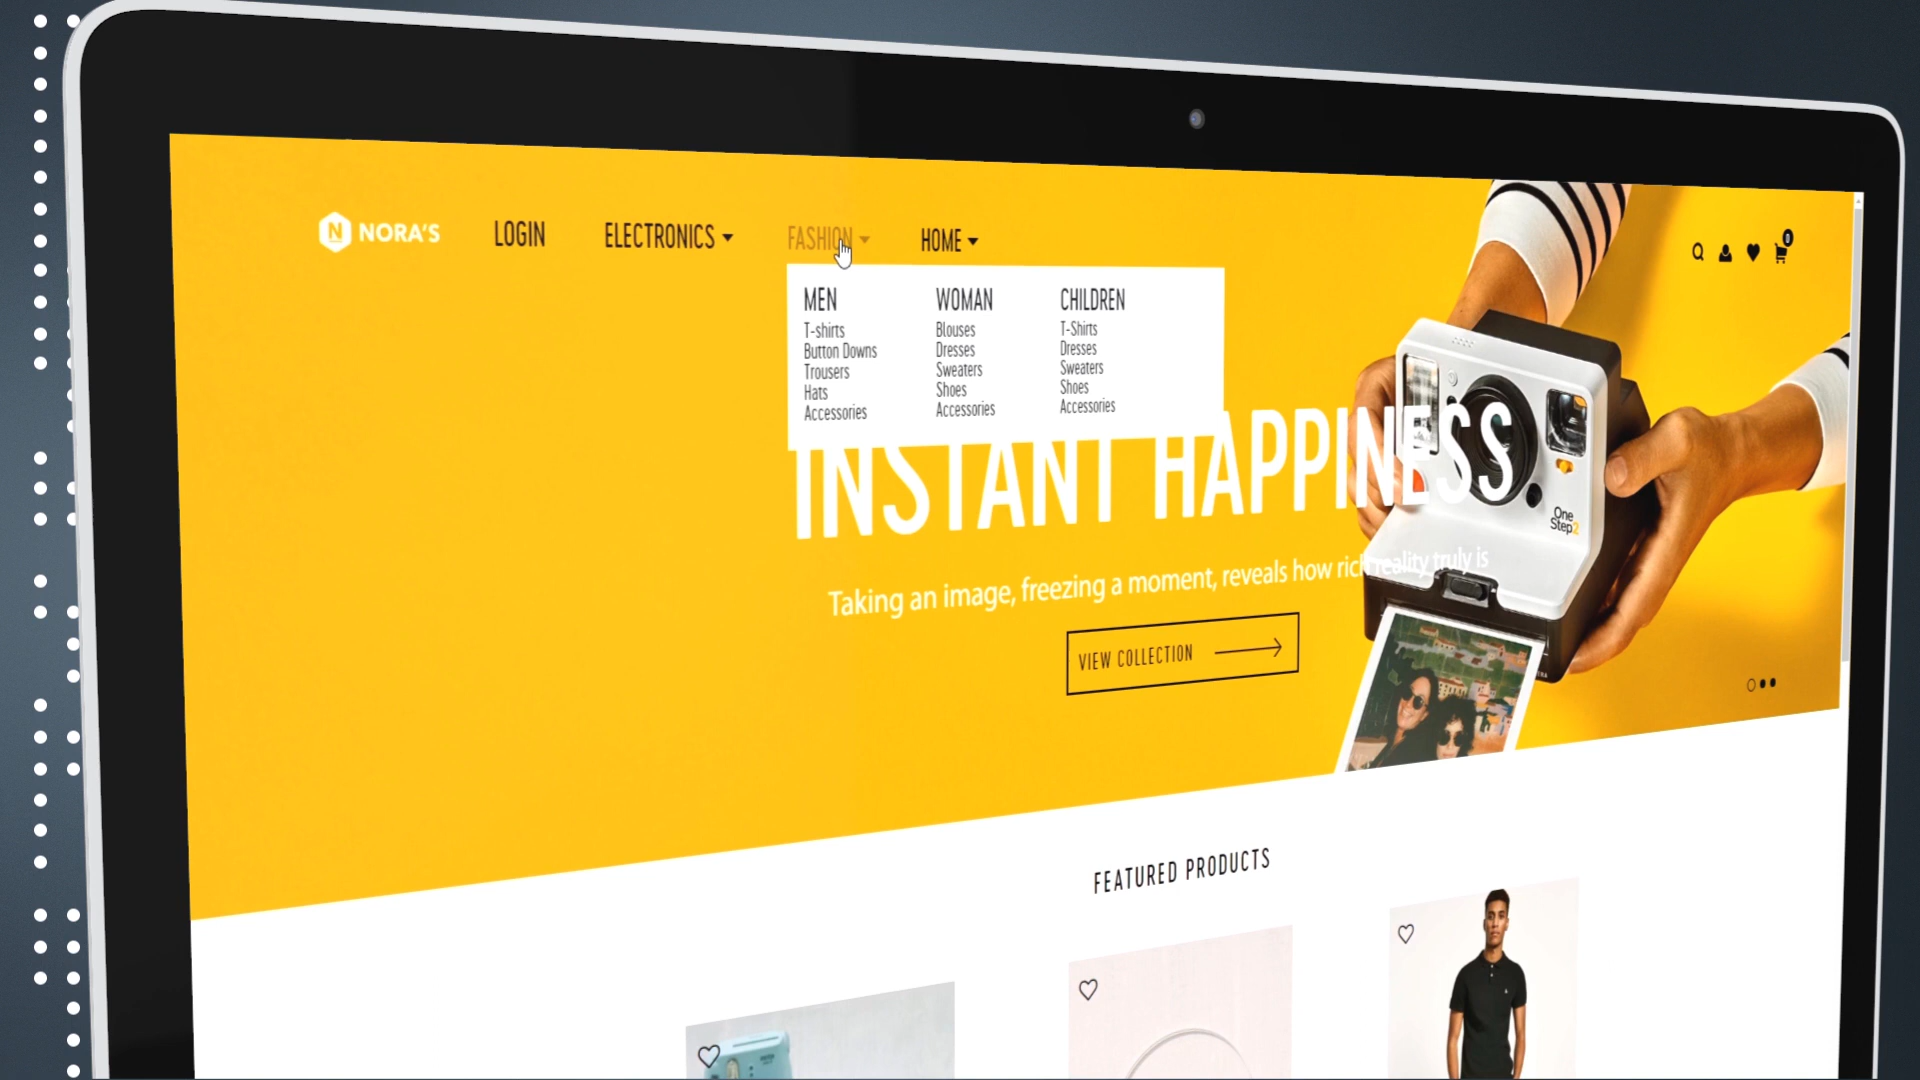 NORA'S
LOGIN
ELECTRONICS
FASHION
HOME
0
MEN
T-shirts
Button Downs
Trousers
Hats
Accessories
WOMAN
Blouses
Dresses
Sweaters
Shoes
Accessories
CHILDREN
T-Shirts
Dresses
Sweaters
Shoes
Accessories
INSTANT HAPPINESS
Taking an image, freezing a moment, reveals how rich reality truly is
VIEW COLLECTION
One
Step2
FEATURED PRODUCTS